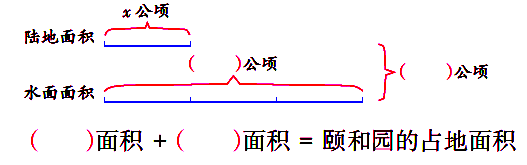 x 公顷
陆地面积
(　　)公顷
(　　)公顷
水面面积
(　　)面积 + (　　)面积 = 颐和园的占地面积